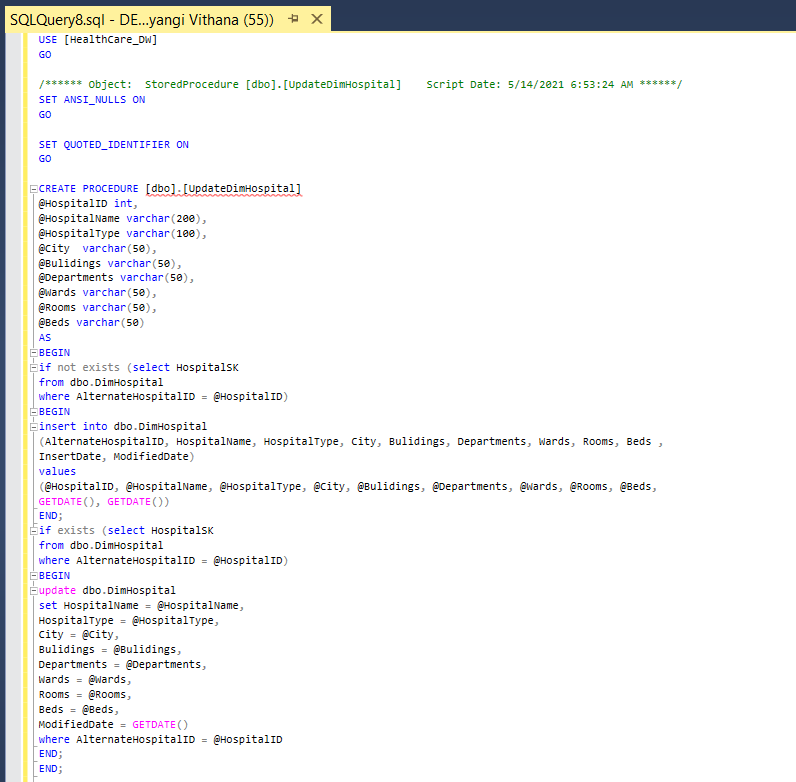 SQLQuery8.sql - DE...yangi Vithana (55))
USE [HealthCare_DW]
GO
/****** Object:  StoredProcedure [dbo].[UpdateDimHospital]    Script Date: 5/14/2021 6:53:24 AM ******/
SET ANSI_NULLS ON
GO
SET QUOTED_IDENTIFIER ON
GO
CREATE PROCEDURE [dbo].[UpdateDimHospital]
@HospitalID int,
@HospitalName varchar(200),
@HospitalType varchar(100),
@City  varchar(50),
@Bulidings varchar(50),
@Departments varchar(50),
@Wards varchar(50),
@Rooms varchar(50),
@Beds varchar(50)
AS
BEGIN
if not exists (select HospitalSK
from dbo.DimHospital
where AlternateHospitalID = @HospitalID)
BEGIN
insert into dbo.DimHospital
(AlternateHospitalID, HospitalName, HospitalType, City, Bulidings, Departments, Wards, Rooms, Beds ,
InsertDate, ModifiedDate)
values
(@HospitalID, @HospitalName, @HospitalType, @City, @Bulidings, @Departments, @Wards, @Rooms, @Beds,
GETDATE(), GETDATE())
END;
if exists (select HospitalSK
from dbo.DimHospital
where AlternateHospitalID = @HospitalID)
BEGIN
update dbo.DimHospital
set HospitalName = @HospitalName,
HospitalType = @HospitalType,
City = @City,
Bulidings = @Bulidings,
Departments = @Departments,
Wards = @Wards,
Rooms = @Rooms,
Beds = @Beds,
ModifiedDate = GETDATE()
where AlternateHospitalID = @HospitalID
END;
END;